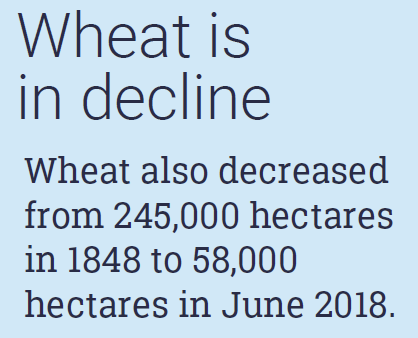 Wheat is
in decline
Wheat also decreased
from 245,000 hectares
in 1848 to 58,000
hectares in June 2018.